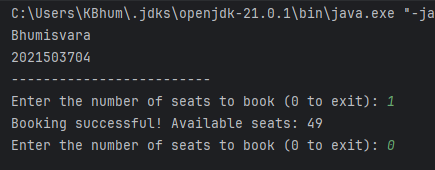 C:\Users\KBhum\.jdks\openjdk-21.0.1\bin\java.exe "-ja
Bhumisvara
2021503704
-------------------------
Enter the number of seats to book (0 to exit): 1
Booking successful! Available seats: 49
Enter the number of seats to book (0 to exit): 0